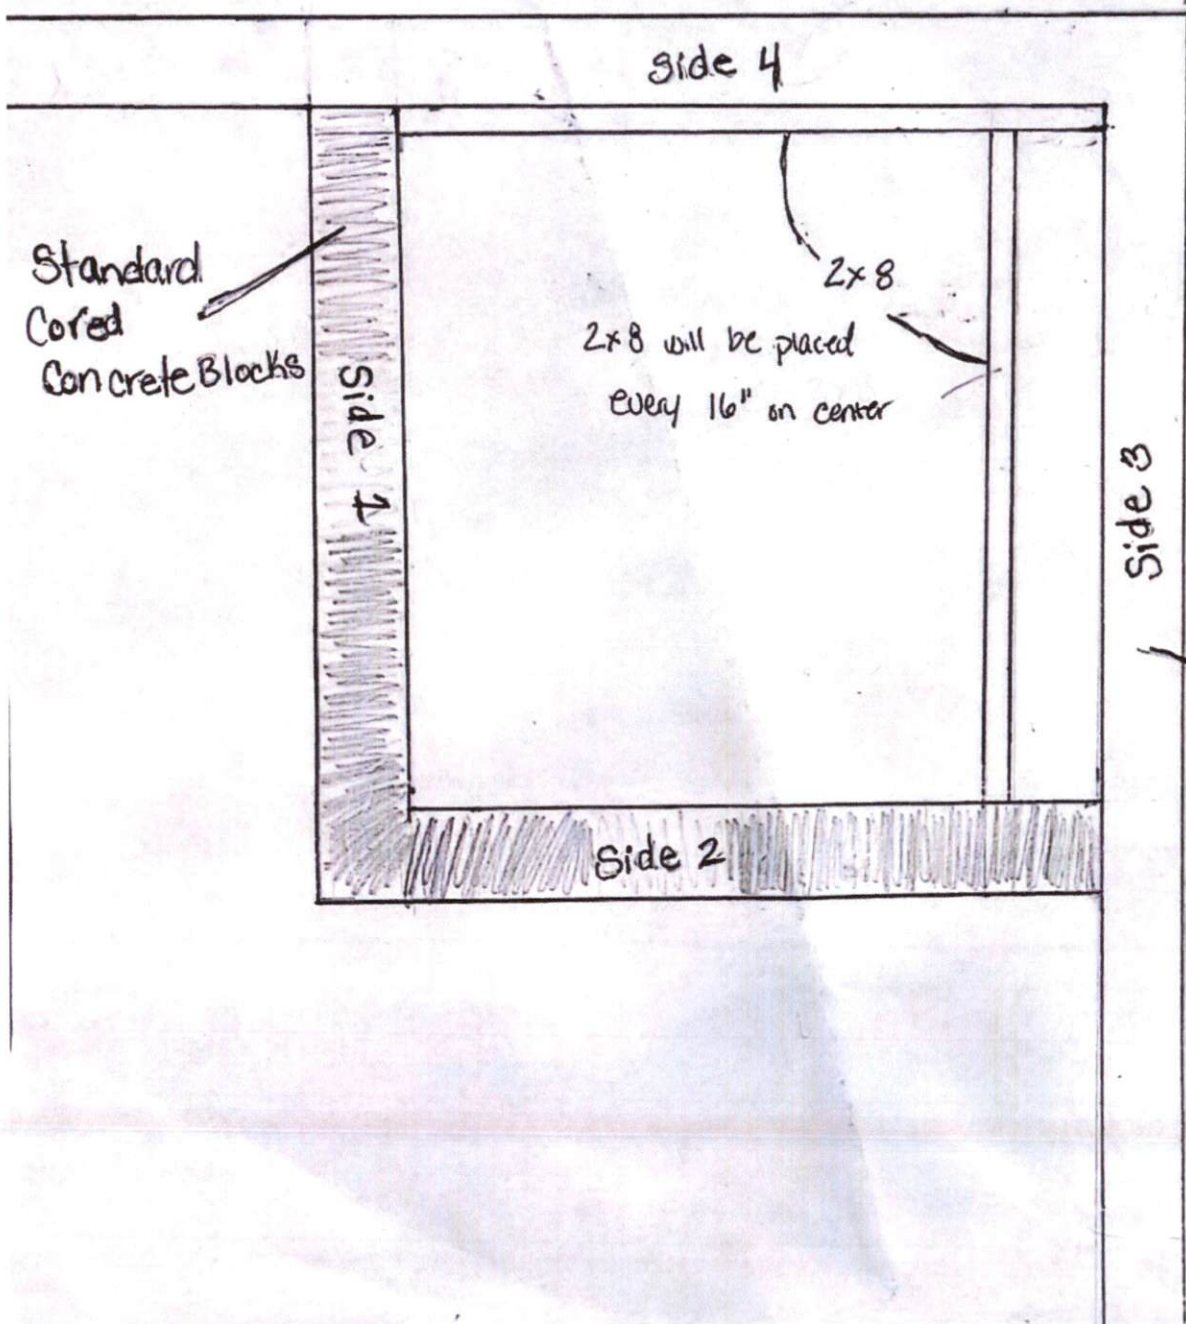 Side 4
Standard
Cored
Concrete Blocks
Side 1
2x8
2x8 will be placed
every 16" on center
Side 3
Side 2